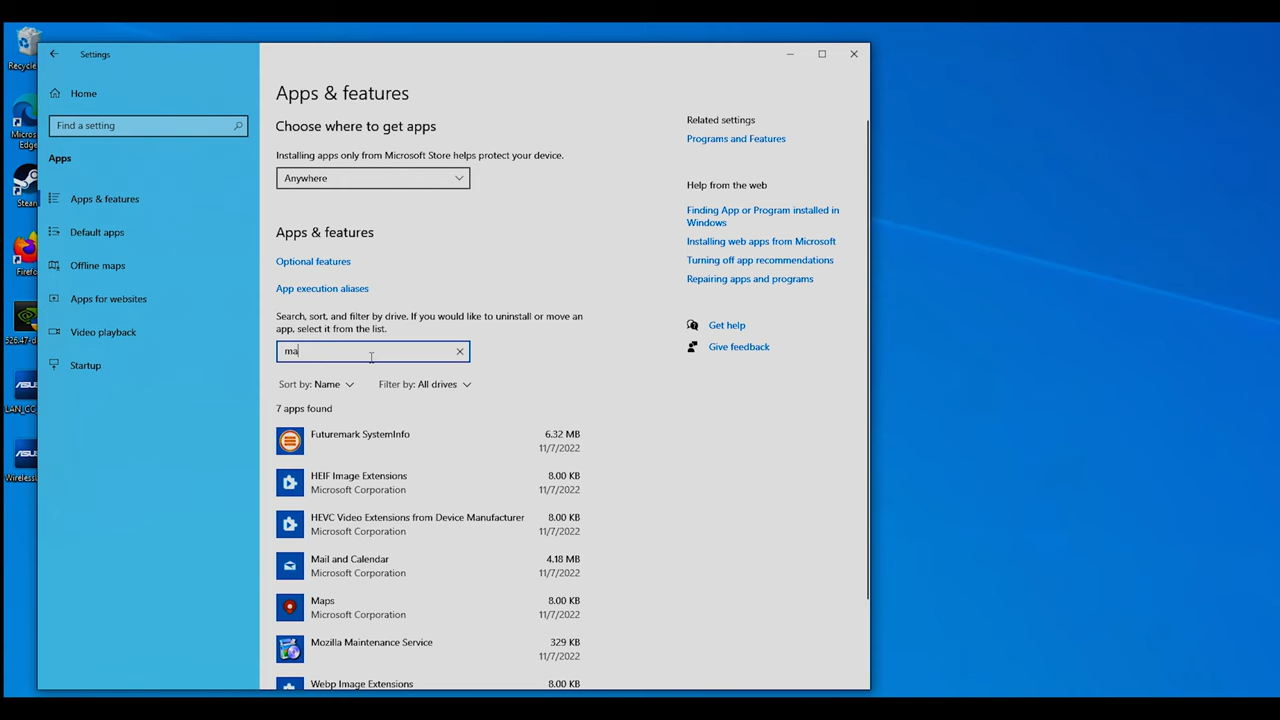 Recycle
Micros
Edge
Steam
Firefo
526.47-d
LAN_CC
Wireless
Settings
Home
Find a setting
Apps
Apps & features
Default apps
Offline maps
Apps for websites
Video playback
Startup
Apps & features
Choose where to get apps
Installing apps only from Microsoft Store helps protect your device.
Anywhere
Apps & features
Optional features
App execution aliases
Search, sort, and filter by drive. If you would like to uninstall or move an
app, select it from the list.
ma
Sort by: Name Filter by: All drives
7 apps found
Futuremark SystemInfo 6.32 MB
11/7/2022
HEIF Image Extensions 8.00 KB
Microsoft Corporation 11/7/2022
HEVC Video Extensions from Device Manufacturer 8.00 KB
Microsoft Corporation 11/7/2022
Mail and Calendar 4.18 MB
Microsoft Corporation 11/7/2022
Maps 8.00 KB
Microsoft Corporation 11/7/2022
Mozilla Maintenance Service 329 KB
11/7/2022
Webp Image Extensions 8.00 KB
Related settings
Programs and Features
Help from the web
Finding App or Program installed in
Windows
Installing web apps from Microsoft
Turning off app recommendations
Repairing apps and programs
Get help
Give feedback